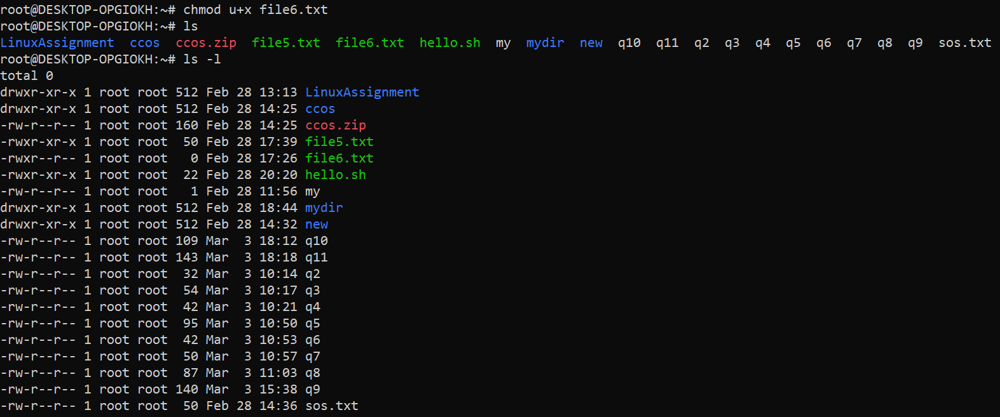 root@DESKTOP-OPGIOKH:~# chmod u+x file6.txt
root@DESKTOP-OPGIOKH:~# ls
LinuxAssignment  ccos  ccos.zip  file5.txt  file6.txt  hello.sh  my  mydir  new  q10  q11  q2  q3  q4  q5  q6  q7  q8  q9  sos.txt
root@DESKTOP-OPGIOKH:~# ls -l
total 0
drwxr-xr-x 1 root root 512 Feb 28 13:13 LinuxAssignment
drwxr-xr-x 1 root root 512 Feb 28 14:25 ccos
-rw-r--r-- 1 root root 160 Feb 28 14:25 ccos.zip
-rwxr-xr-x 1 root root  50 Feb 28 17:39 file5.txt
-rwxr--r-- 1 root root   0 Feb 28 17:26 file6.txt
-rwxr-xr-x 1 root root  22 Feb 28 20:20 hello.sh
-rw-r--r-- 1 root root   1 Feb 28 11:56 my
drwxr-xr-x 1 root root 512 Feb 28 18:44 mydir
drwxr-xr-x 1 root root 512 Feb 28 14:32 new
-rw-r--r-- 1 root root 109 Mar  3 18:12 q10
-rw-r--r-- 1 root root 143 Mar  3 18:18 q11
-rw-r--r-- 1 root root  32 Mar  3 10:14 q2
-rw-r--r-- 1 root root  54 Mar  3 10:17 q3
-rw-r--r-- 1 root root  42 Mar  3 10:21 q4
-rw-r--r-- 1 root root  95 Mar  3 10:50 q5
-rw-r--r-- 1 root root  42 Mar  3 10:53 q6
-rw-r--r-- 1 root root  50 Mar  3 10:57 q7
-rw-r--r-- 1 root root  87 Mar  3 11:03 q8
-rw-r--r-- 1 root root 140 Mar  3 15:38 q9
-rw-r--r-- 1 root root  50 Feb 28 14:36 sos.txt